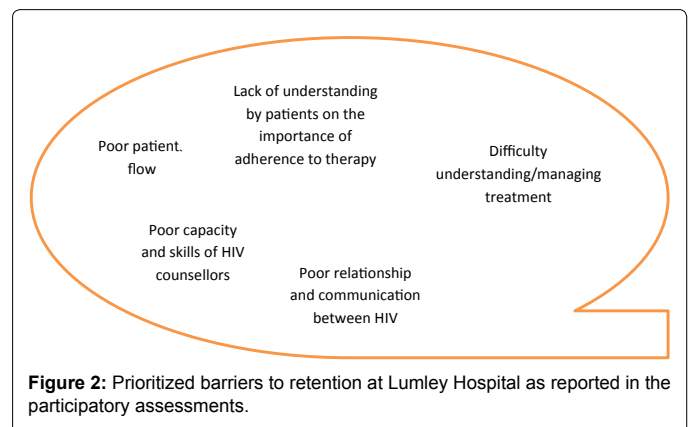 Lack of understanding
by patients on the
importance of
adherence to therapy
Poor patient.
flow
Difficulty
understanding/managing
treatment
Poor capacity
and skills of HIV
counsellors
Poor relationship
and communication
between HIV
Figure 2: Prioritized barriers to retention at Lumley Hospital as reported in the
participatory assessments.